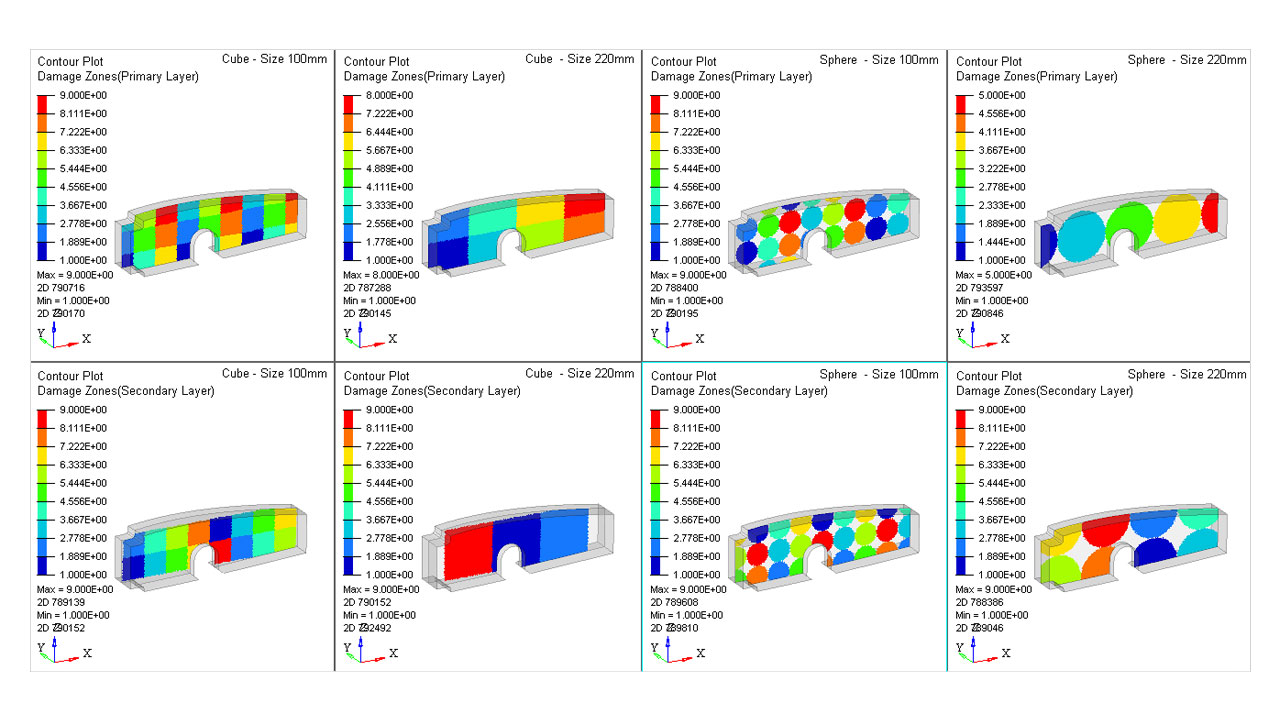 Contour Plot
Cube - Size 100mm
Damage Zones(Primary Layer)
9.000E+00
8.111E+00
7.222E+00
6.333E+00
5.444E+00
4.556E+00
3.667E+00
2.778E+00
1.889E+00
1.000E+00
Max = 9.000E+00
2D 790716
Min = 1.000E+00
2D 790170
Z
Y
X
Contour Plot
Cube - Size 220mm
Damage Zones(Primary Layer)
8.000E+00
7.222E+00
6.444E+00
5.667E+00
4.889E+00
4.111E+00
3.333E+00
2.556E+00
1.778E+00
1.000E+00
Max = 8.000E+00
2D 787288
Min = 1.000E+00
2D 790145
Z
Y
X
Contour Plot
Sphere - Size 100mm
Damage Zones(Primary Layer)
9.000E+00
8.111E+00
7.222E+00
6.333E+00
5.444E+00
4.556E+00
3.667E+00
2.778E+00
1.889E+00
1.000E+00
Max = 9.000E+00
2D 788400
Min = 1.000E+00
2D 790195
Z
Y
X
Contour Plot
Sphere - Size 220mm
Damage Zones(Primary Layer)
5.000E+00
4.556E+00
4.111E+00
3.667E+00
3.222E+00
2.778E+00
2.333E+00
1.889E+00
1.444E+00
1.000E+00
Max = 5.000E+00
2D 793597
Min = 1.000E+00
2D 790846
Z
Y
X
Contour Plot
Cube - Size 100mm
Damage Zones(Secondary Layer)
9.000E+00
8.111E+00
7.222E+00
6.333E+00
5.444E+00
4.556E+00
3.667E+00
2.778E+00
1.889E+00
1.000E+00
Max = 9.000E+00
2D 789139
Min = 1.000E+00
2D 790152
Z
Y
X
Contour Plot
Cube - Size 220mm
Damage Zones(Secondary Layer)
9.000E+00
8.111E+00
7.222E+00
6.333E+00
5.444E+00
4.556E+00
3.667E+00
2.778E+00
1.889E+00
1.000E+00
Max = 9.000E+00
2D 790152
Min = 1.000E+00
2D 792492
Z
Y
X
Contour Plot
Sphere - Size 100mm
Damage Zones(Secondary Layer)
9.000E+00
8.111E+00
7.222E+00
6.333E+00
5.444E+00
4.556E+00
3.667E+00
2.778E+00
1.889E+00
1.000E+00
Max = 9.000E+00
2D 789608
Min = 1.000E+00
2D 789810
Z
Y
X
Contour Plot
Sphere - Size 220mm
Damage Zones(Secondary Layer)
9.000E+00
8.111E+00
7.222E+00
6.333E+00
5.444E+00
4.556E+00
3.667E+00
2.778E+00
1.889E+00
1.000E+00
Max = 9.000E+00
2D 788386
Min = 1.000E+00
2D 789046
Z
Y
X